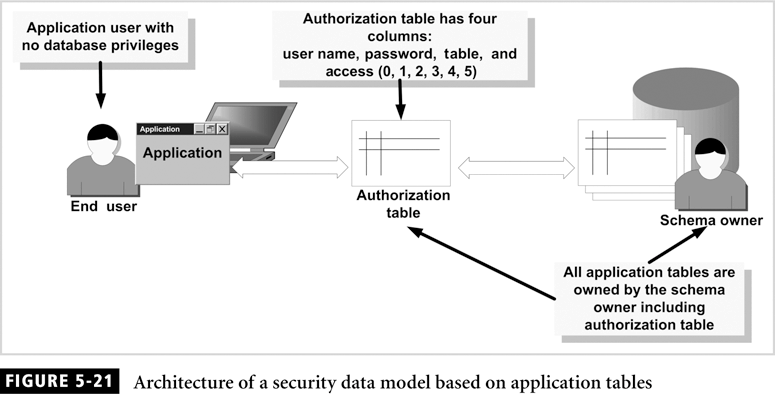 Application user with
no database privileges
Authorization table has four
columns:
user name, password, table, and
access (0, 1, 2, 3, 4, 5)
Application
Application
End user
Authorization
table
Schema owner
All application tables are
owned by the schema
owner including
authorization table
FIGURE 5-21 Architecture of a security data model based on application tables